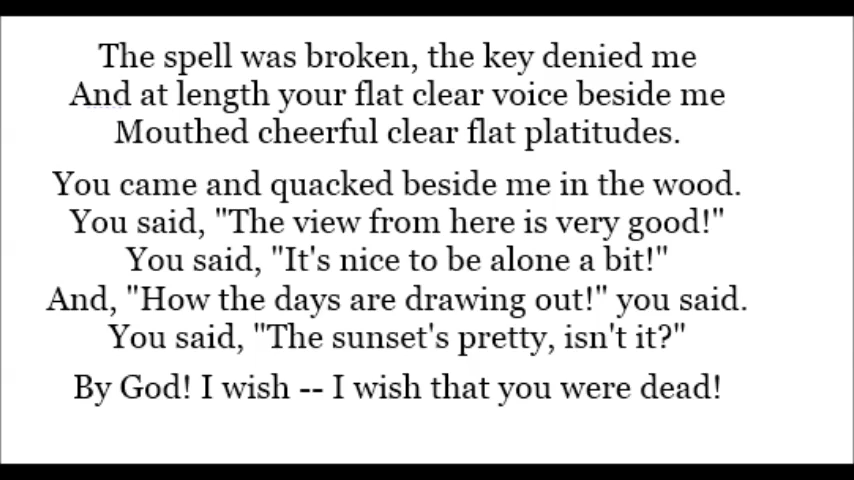 The spell was broken, the key denied me
And at length your flat clear voice beside me
Mouthed cheerful clear flat platitudes.
You came and quacked beside me in the wood.
You said, "The view from here is very good!"
You said, "It's nice to be alone a bit!"
And, "How the days are drawing out!" you said.
You said, "The sunset's pretty, isn't it?"
By God! I wish -- I wish that you were dead!